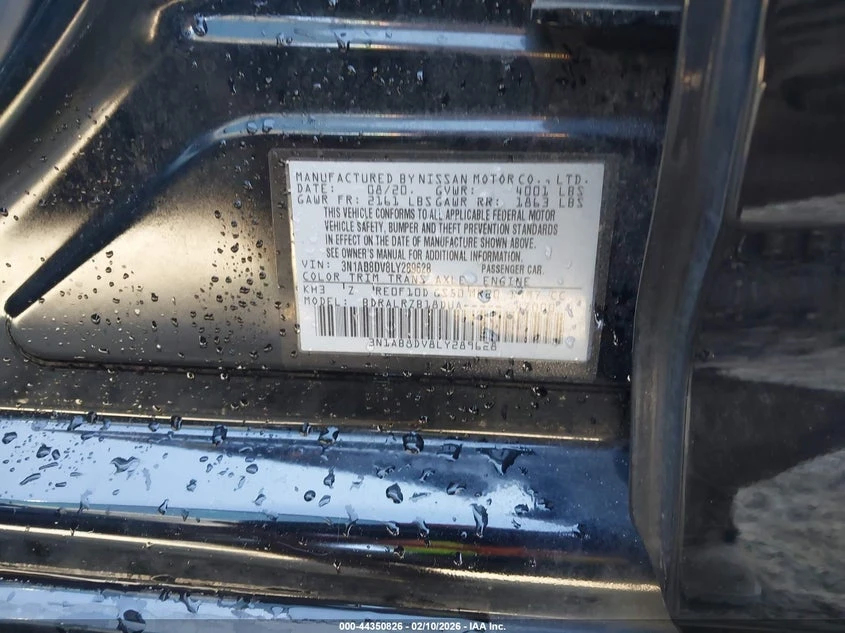 MANUFACTURED BY NISSAN MOTOR CO., LTD.
DATE: 08/20. GVWR: 4001 LBS
GAWR FR: 2161 LBS GAWR RR: 1863 LBS
THIS VEHICLE CONFORMS TO ALL APPLICABLE FEDERAL MOTOR
VEHICLE SAFETY, BUMPER AND THEFT PREVENTION STANDARDS
IN EFFECT ON THE DATE OF MANUFACTURE SHOWN ABOVE.
SEE OWNER'S MANUAL FOR ADDITIONAL INFORMATION.
VIN: 3N1AB8DV8LY289628 PASSENGER CAR.
COLOR TRIM TRANS AXLE ENGINE
KH3 Z RE0F10D CC
MODEL:
3N1AB8DV8LY289628
000-44350826 - 02/10/2026 - IAA Inc.